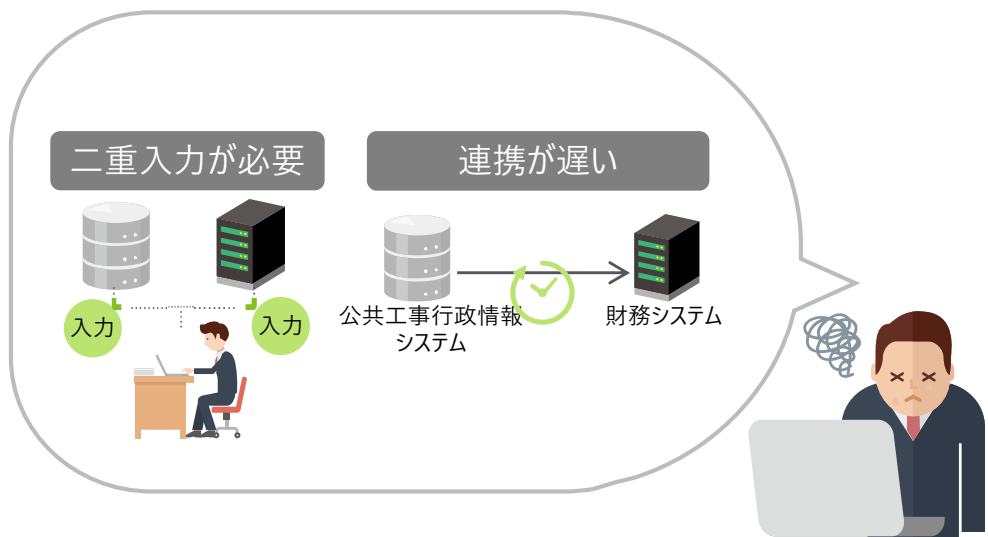 二重入力が必要
連携が遅い
入力
入力
公共工事行政情報
システム
財務システム